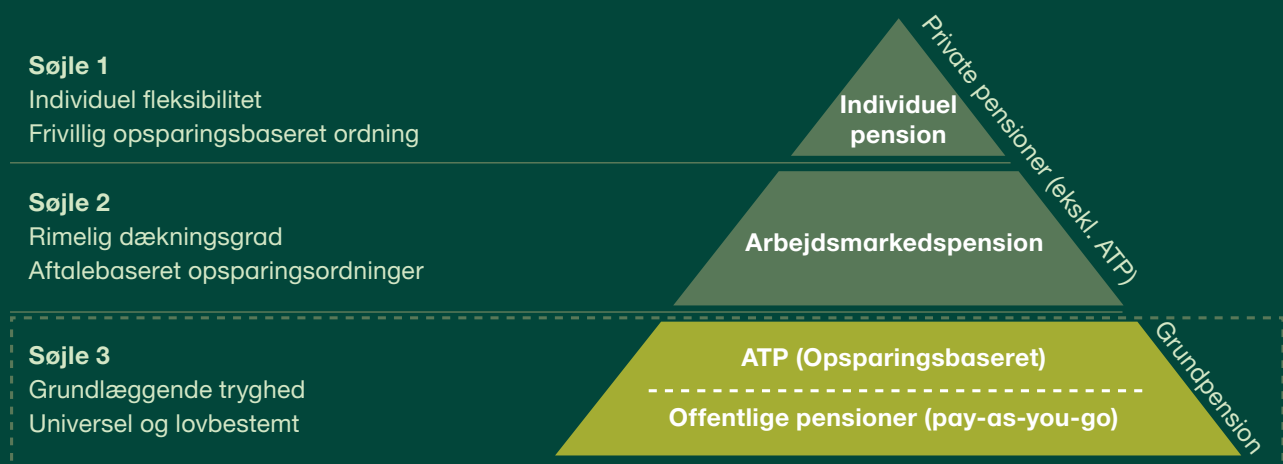 Søjle 1
Individuel fleksibilitet
Frivillig opsparingsbaseret ordning
Individuel
pension
Private pensioner (ekskl. ATP)
Søjle 2
Rimelig dækningsgrad
Aftalebaseret opsparingsordninger
Arbejdsmarkedspension
Søjle 3
Grundlæggende tryghed
Universel og lovbestemt
ATP (Opsparingsbaseret)
Offentlige pensioner (pay-as-you-go)
Grundpension